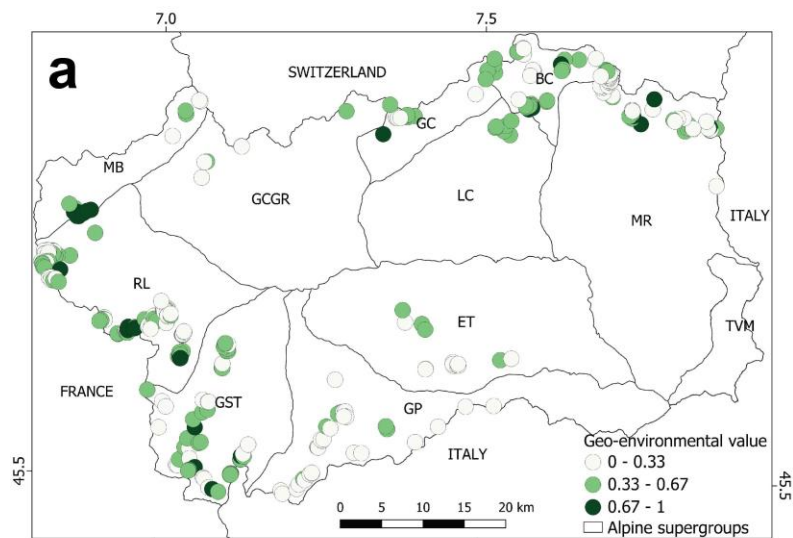 7.0 7.5
a
SWITZERLAND
BC
GC
MB
GCGR
LC
MR
ITALY
RL
ET
TVM
FRANCE
GST
GP
ITALY
Geo-environmental value
0 - 0.33
0.33 - 0.67
0.67 - 1
Alpine supergroups
45.5
45.5
0 5 10 15 20 km